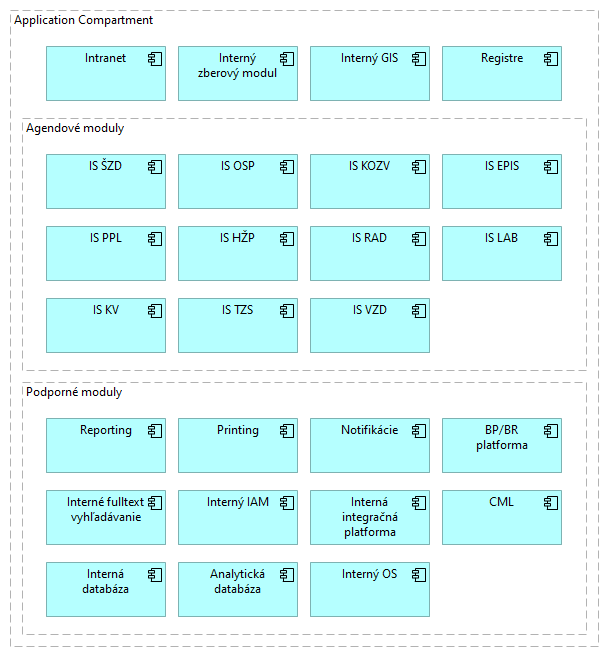 Application Compartment
Intranet
Interný
zberový modul
Interný GIS
Registre
Agendové moduly
IS ŠZD
IS OSP
IS KOZV
IS EPIS
IS PPL
IS HŽP
IS RAD
IS LAB
IS KV
IS TZS
IS VZD
Podporné moduly
Reporting
Printing
Notifikácie
BP/BR
platforma
Interné fulltext
vyhľadávanie
Interný IAM
Interná
integračná
platforma
CML
Interná
databáza
Analytická
databáza
Interný OS